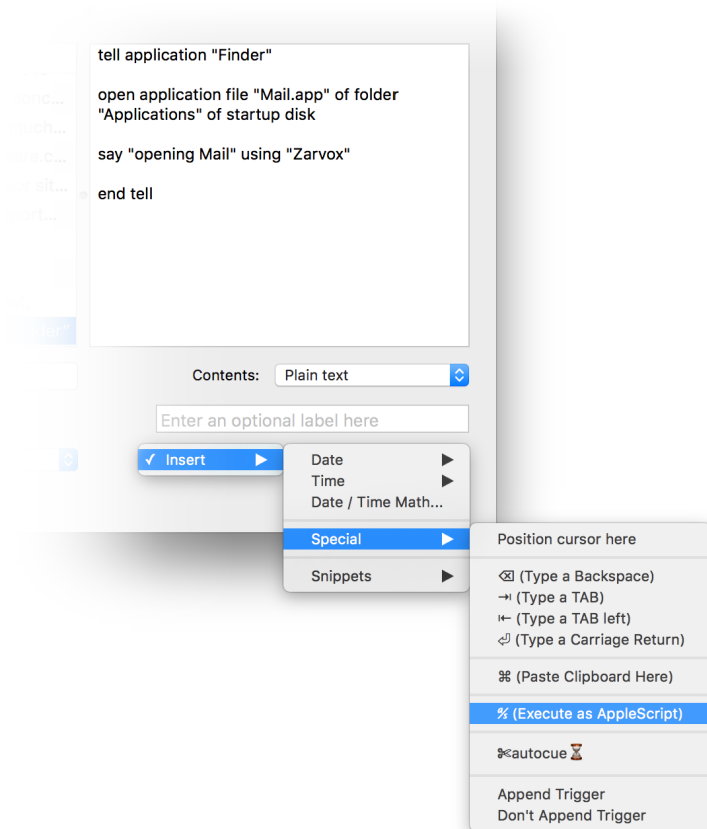 tell application "Finder"
open application file "Mail.app" of folder
"Applications" of startup disk
say "opening Mail" using "Zarvox"
end tell
Contents: Plain text
Enter an optional label here
✓ Insert ▶
Date ▶
Time ▶
Date / Time Math...
Special ▶
Snippets ▶
Position cursor here
⌫ (Type a Backspace)
⇥ (Type a TAB)
⇤ (Type a TAB left)
⏎ (Type a Carriage Return)
⌘ (Paste Clipboard Here)
% (Execute as AppleScript)
✄autocue⌛
Append Trigger
Don't Append Trigger